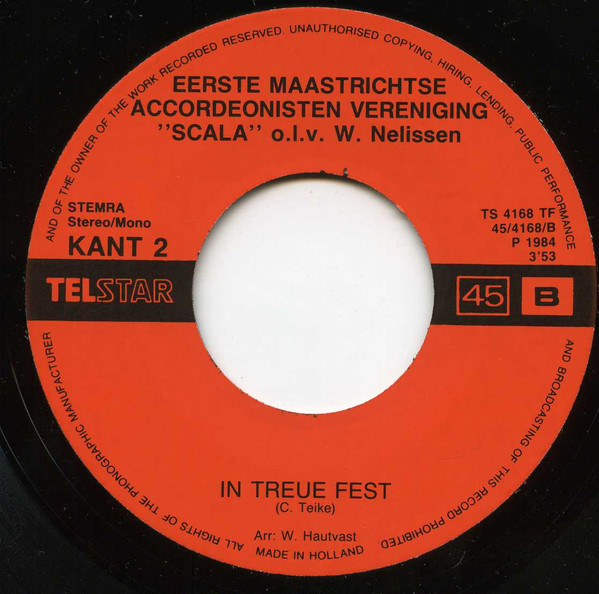 ALL RIGHTS OF THE PHONOGRAPHIC MANUFACTURER AND OF THE OWNER OF THE WORK RECORDED RESERVED. UNAUTHORISED COPYING, HIRING, LENDING, PUBLIC PERFORMANCE AND BROADCASTING OF THIS RECORD PROHIBITED
EERSTE MAASTRICHTSE
ACCORDEONISTEN VERENIGING
"SCALA" o.l.v. W. Nelissen
STEMRA
Stereo/Mono
KANT 2
TS 4168 TF
45/4168/B
P 1984
3'53
TELSTAR
45 B
IN TREUE FEST
(C. Teike)
Arr: W. Hautvast
MADE IN HOLLAND